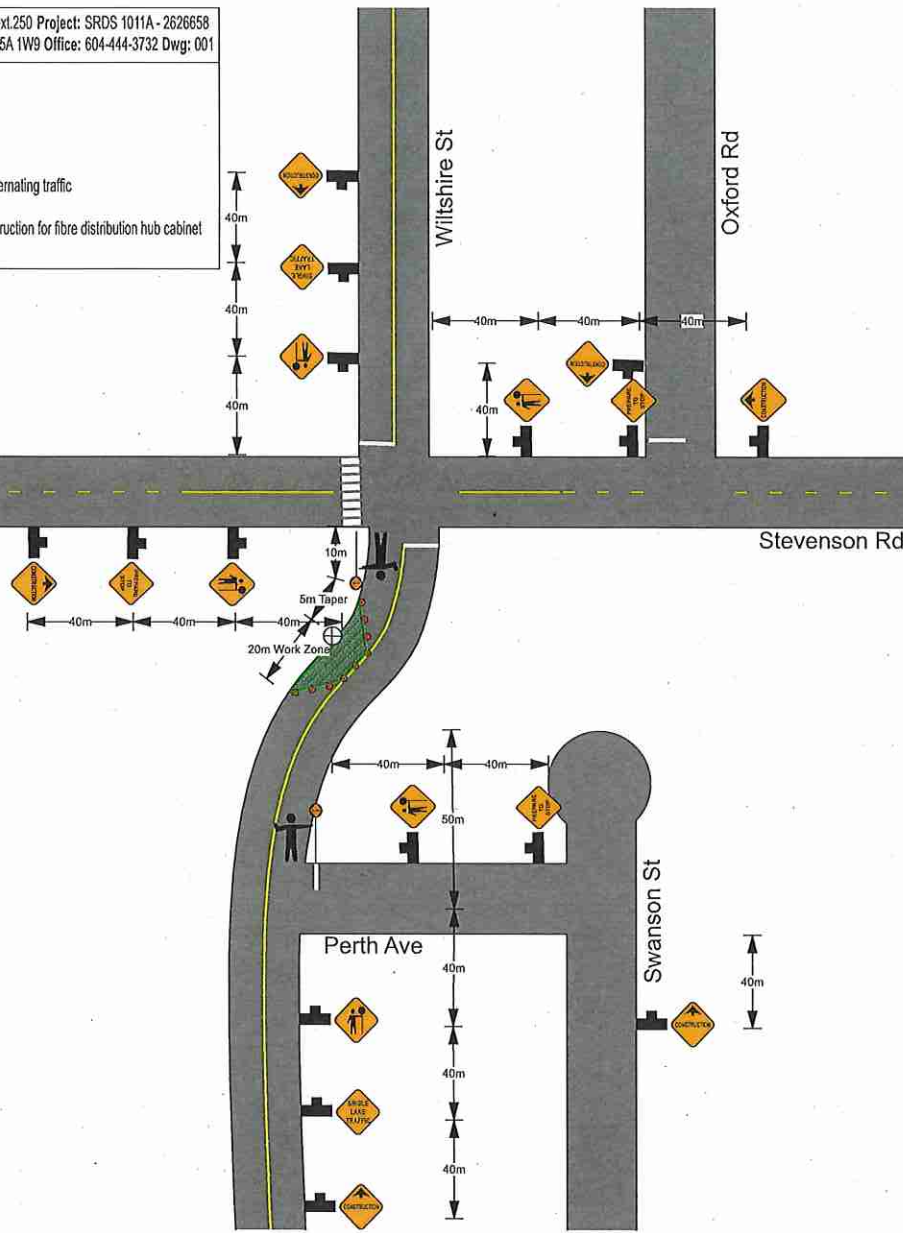 xt.250 Project: SRDS 1011A - 2626658
5A 1W9 Office: 604-444-3732 Dwg: 001
ernating traffic
ruction for fibre distribution hub cabinet
Wiltshire St
Oxford Rd
CONSTRUCTION
40m
SINGLE
LANE
TRAFFIC
40m
40m
40m
40m
40m
CONSTRUCTION
40m
PREPARE
TO
STOP
CONSTRUCTION
Stevenson Rd
CONSTRUCTION
PREPARE
TO
STOP
10m
5m Taper
40m
40m
40m
20m Work Zone
40m
40m
PREPARE
TO
STOP
50m
Swanson St
Perth Ave
40m
40m
CONSTRUCTION
40m
SINGLE
LANE
TRAFFIC
40m
CONSTRUCTION